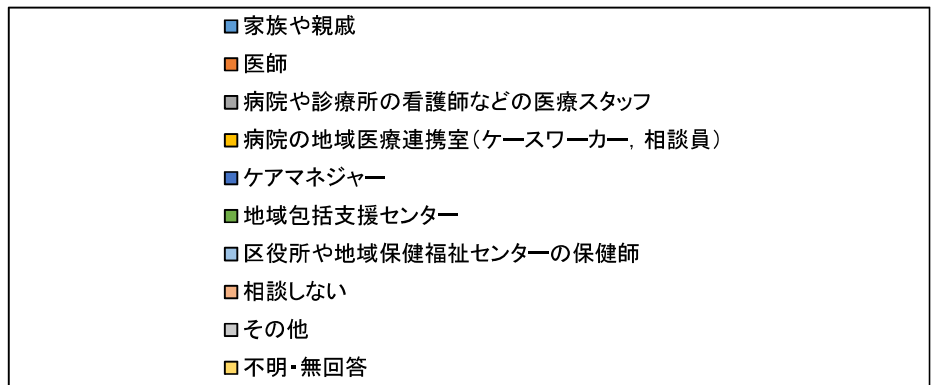 家族や親戚
医師
病院や診療所の看護師などの医療スタッフ
病院の地域医療連携室(ケースワーカー, 相談員)
ケアマネジャー
地域包括支援センター
区役所や地域保健福祉センターの保健師
相談しない
その他
不明・無回答